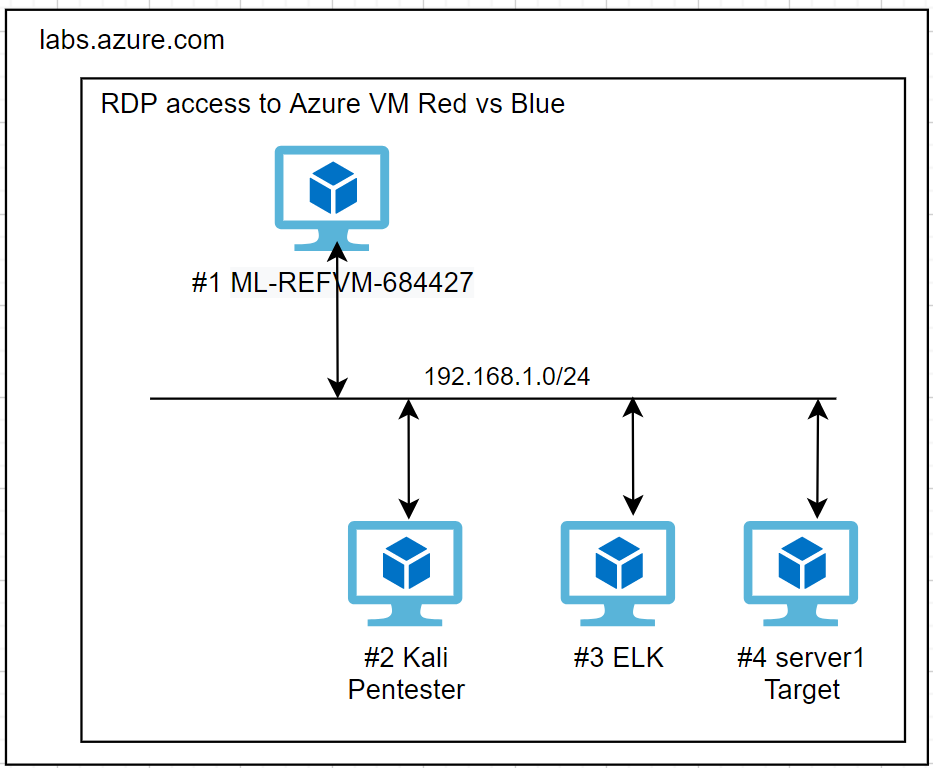 labs.azure.com
RDP access to Azure VM Red vs Blue
#1 ML-REFVM-684427
192.168.1.0/24
#2 Kali
Pentester
#3 ELK
#4 server1
Target